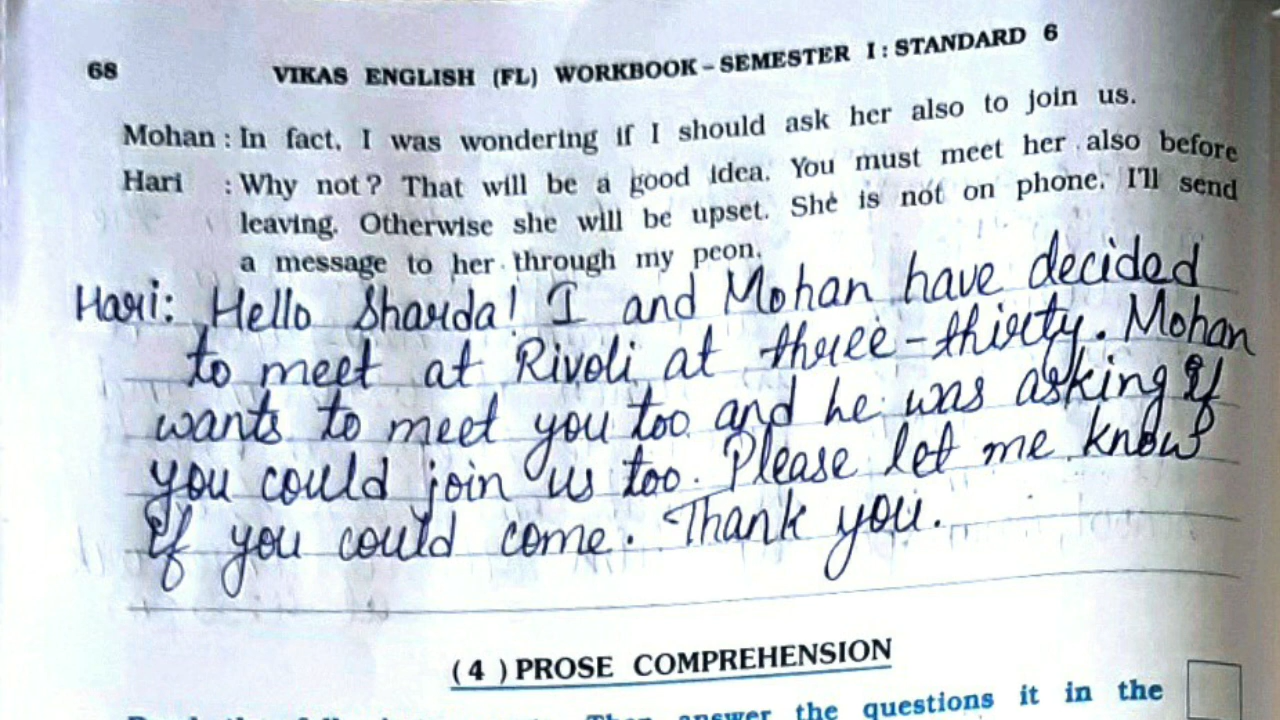 68 VIKAS ENGLISH (FL) WORKBOOK – SEMESTER I : STANDARD 6
Mohan : In fact, I was wondering if I should ask her also to join us.
Hari : Why not ? That will be a good idea. You must meet her also before
leaving. Otherwise she will be upset. She is not on phone. I'll send
a message to her through my peon.
Hari: Hello Sharda! I and Mohan have decided
to meet at Rivoli at three-thirty. Mohan
wants to meet you too and he was asking if
you could join us too. Please let me know
if you could come. Thank you.
( 4 ) PROSE COMPREHENSION
answer the questions it in the